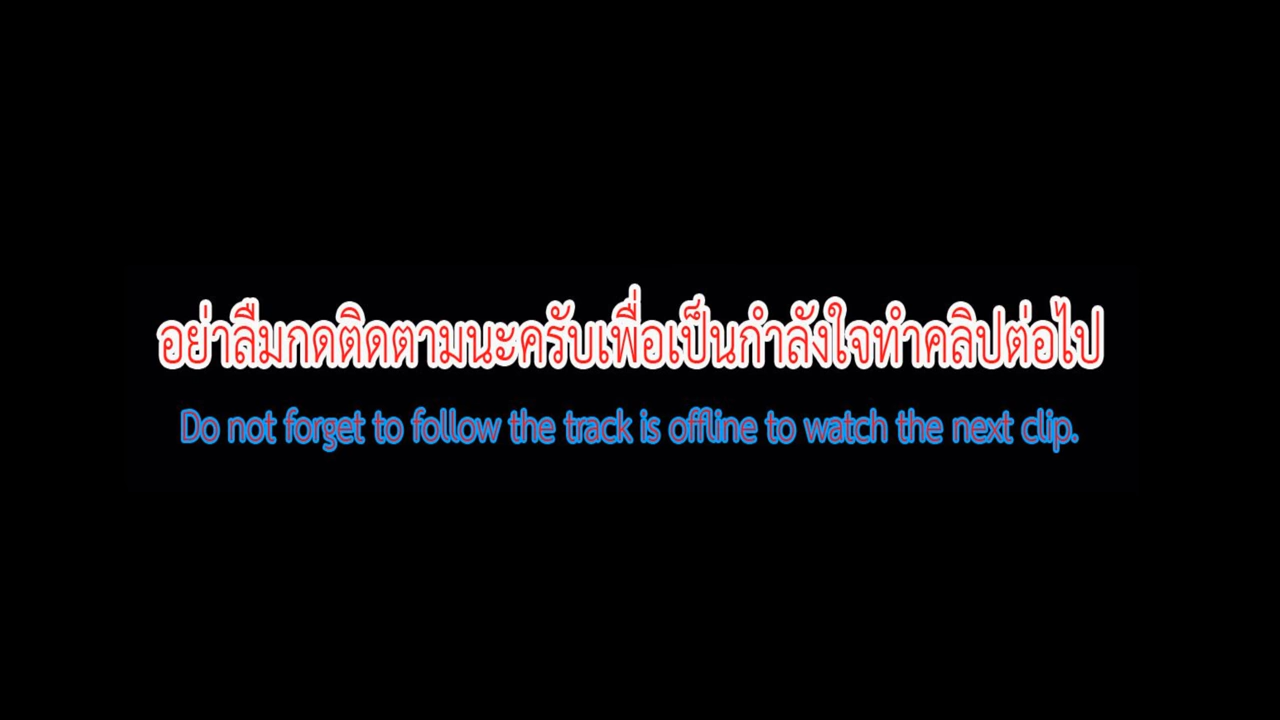 อย่าลืมกดติดตามนะครับเพื่อเป็นกำลังใจทำคลิปต่อไป
Do not forget to follow the track is offline to watch the next clip.